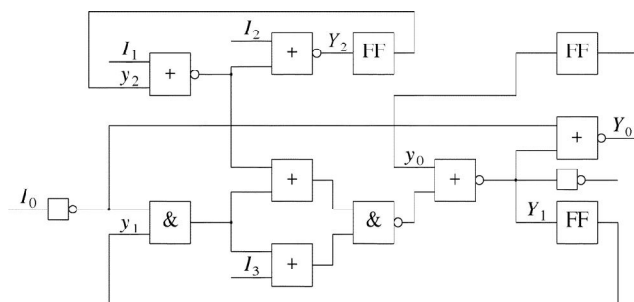 I₂
Y₂
FF
FF
I₁
+
y₂
+
Y₀
+
y₀
+
+
I₀
y₁
&
&
Y₁
FF
I₃
+